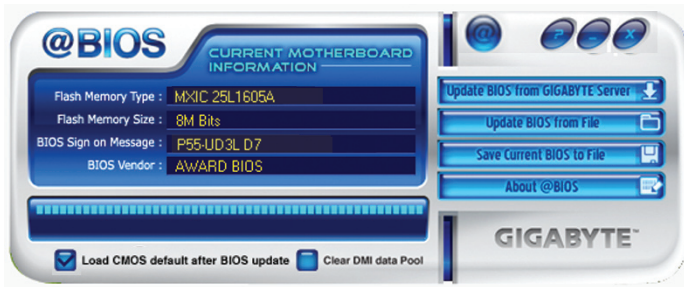 @BIOS
CURRENT MOTHERBOARD
INFORMATION
Flash Memory Type : MXIC 25L1605A
Flash Memory Size : 8M Bits
BIOS Sign on Message : P55-UD3L D7
BIOS Vendor : AWARD BIOS
Load CMOS default after BIOS update
Clear DMI data Pool
@ ? _ X
Update BIOS from GIGABYTE Server
Update BIOS from File
Save Current BIOS to File
About @BIOS
GIGABYTE™